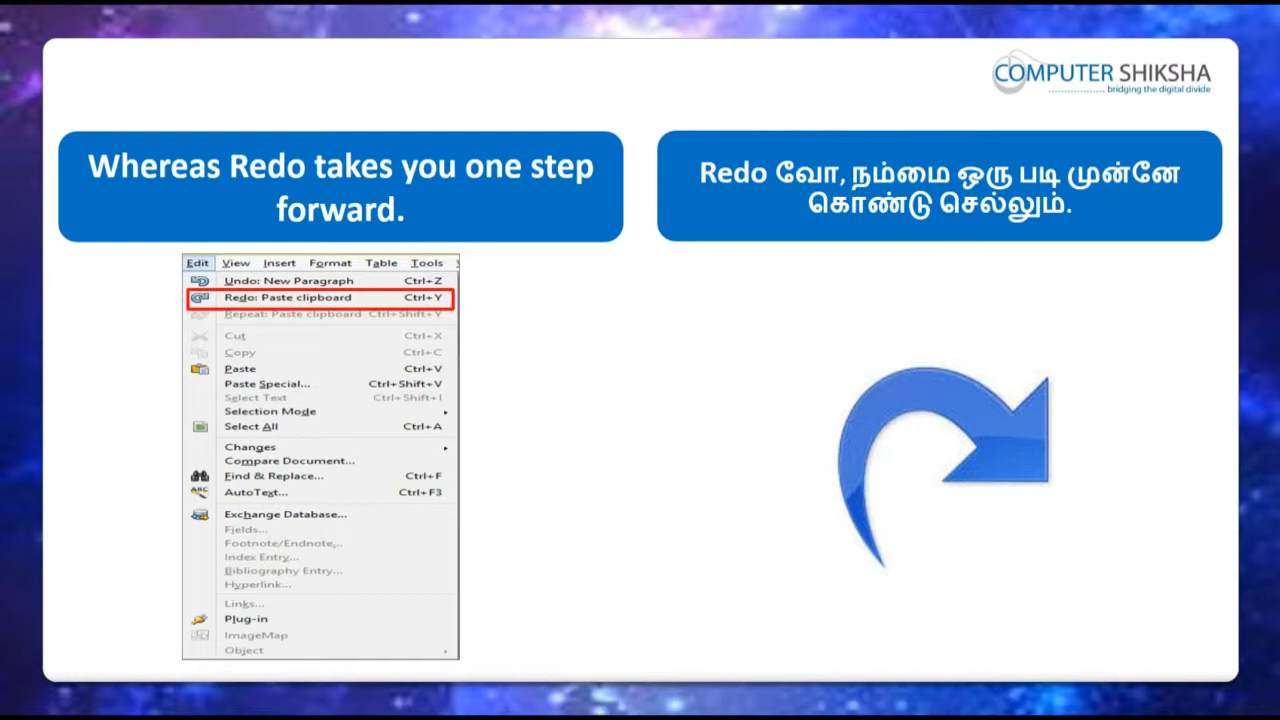 COMPUTER SHIKSHA
bridging the digital divide
Whereas Redo takes you one step
forward.
Redo வோ, நம்மை ஒரு படி முன்னே
கொண்டு செல்லும்.
Edit View Insert Format Table Tools
Undo: New Paragraph Ctrl+Z
Redo: Paste clipboard Ctrl+Y
Repeat: Paste clipboard Ctrl+Shift+Y
Cut Ctrl+X
Copy Ctrl+C
Paste Ctrl+V
Paste Special... Ctrl+Shift+V
Select Text Ctrl+Shift+I
Selection Mode
Select All Ctrl+A
Changes
Compare Document...
Find & Replace... Ctrl+F
ABC
AutoText... Ctrl+F3
Exchange Database...
Fields...
Footnote/Endnote...
Index Entry...
Bibliography Entry...
Hyperlink...
Links...
Plug-in
ImageMap
Object